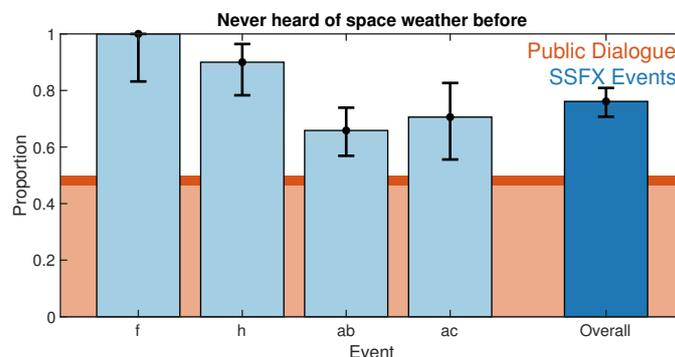 Never heard of space weather before
Public Dialogue
SSFX Events
Proportion
1
0.8
0.6
0.4
0.2
0
f h ab ac Overall
Event